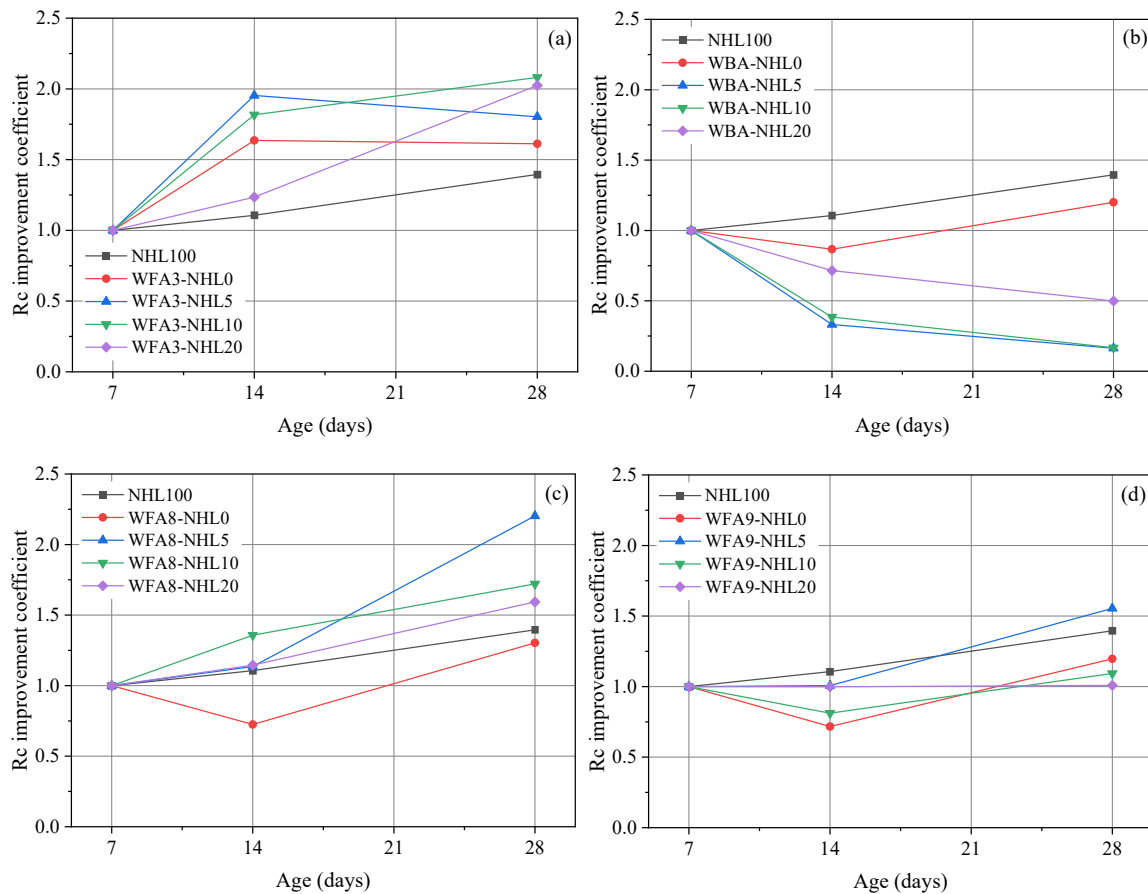 (a)
Rc improvement coefficient
2.5
2.0
1.5
1.0
0.5
0.0
NHL100
WFA3-NHL0
WFA3-NHL5
WFA3-NHL10
WFA3-NHL20
7 14 21 28
Age (days)
(b)
Rc improvement coefficient
2.5
2.0
1.5
1.0
0.5
0.0
NHL100
WBA-NHL0
WBA-NHL5
WBA-NHL10
WBA-NHL20
7 14 21 28
Age (days)
(c)
Rc improvement coefficient
2.5
2.0
1.5
1.0
0.5
0.0
NHL100
WFA8-NHL0
WFA8-NHL5
WFA8-NHL10
WFA8-NHL20
7 14 21 28
Age (days)
(d)
Rc improvement coefficient
2.5
2.0
1.5
1.0
0.5
0.0
NHL100
WFA9-NHL0
WFA9-NHL5
WFA9-NHL10
WFA9-NHL20
7 14 21 28
Age (days)